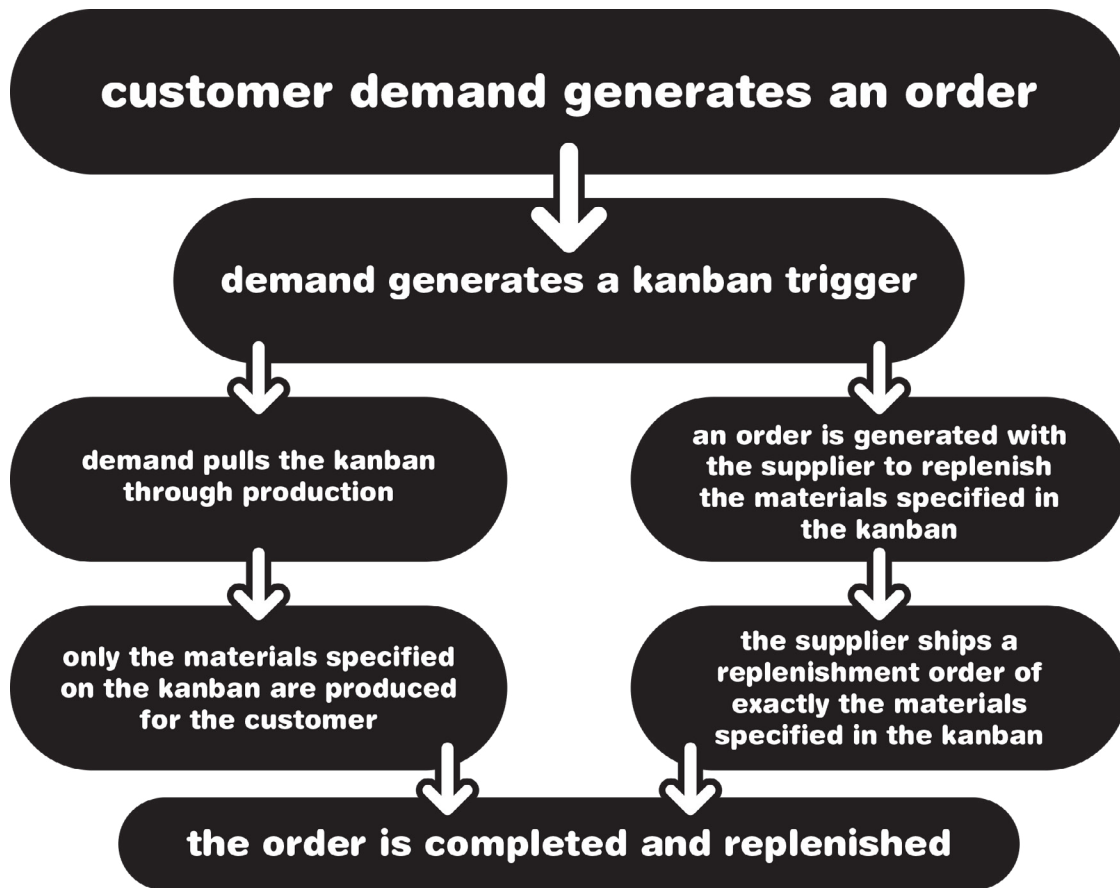 customer demand generates an order
demand generates a kanban trigger
demand pulls the kanban
through production
an order is generated with
the supplier to replenish
the materials specified in
the kanban
only the materials specified
on the kanban are produced
for the customer
the supplier ships a
replenishment order of
exactly the materials
specified in the kanban
the order is completed and replenished